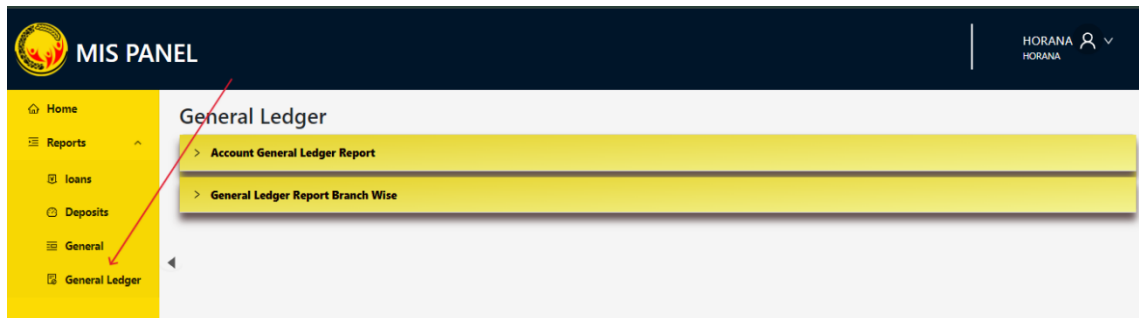 MIS PANEL
HORANA
HORANA
Home
Reports
loans
Deposits
General
General Ledger
General Ledger
Account General Ledger Report
General Ledger Report Branch Wise